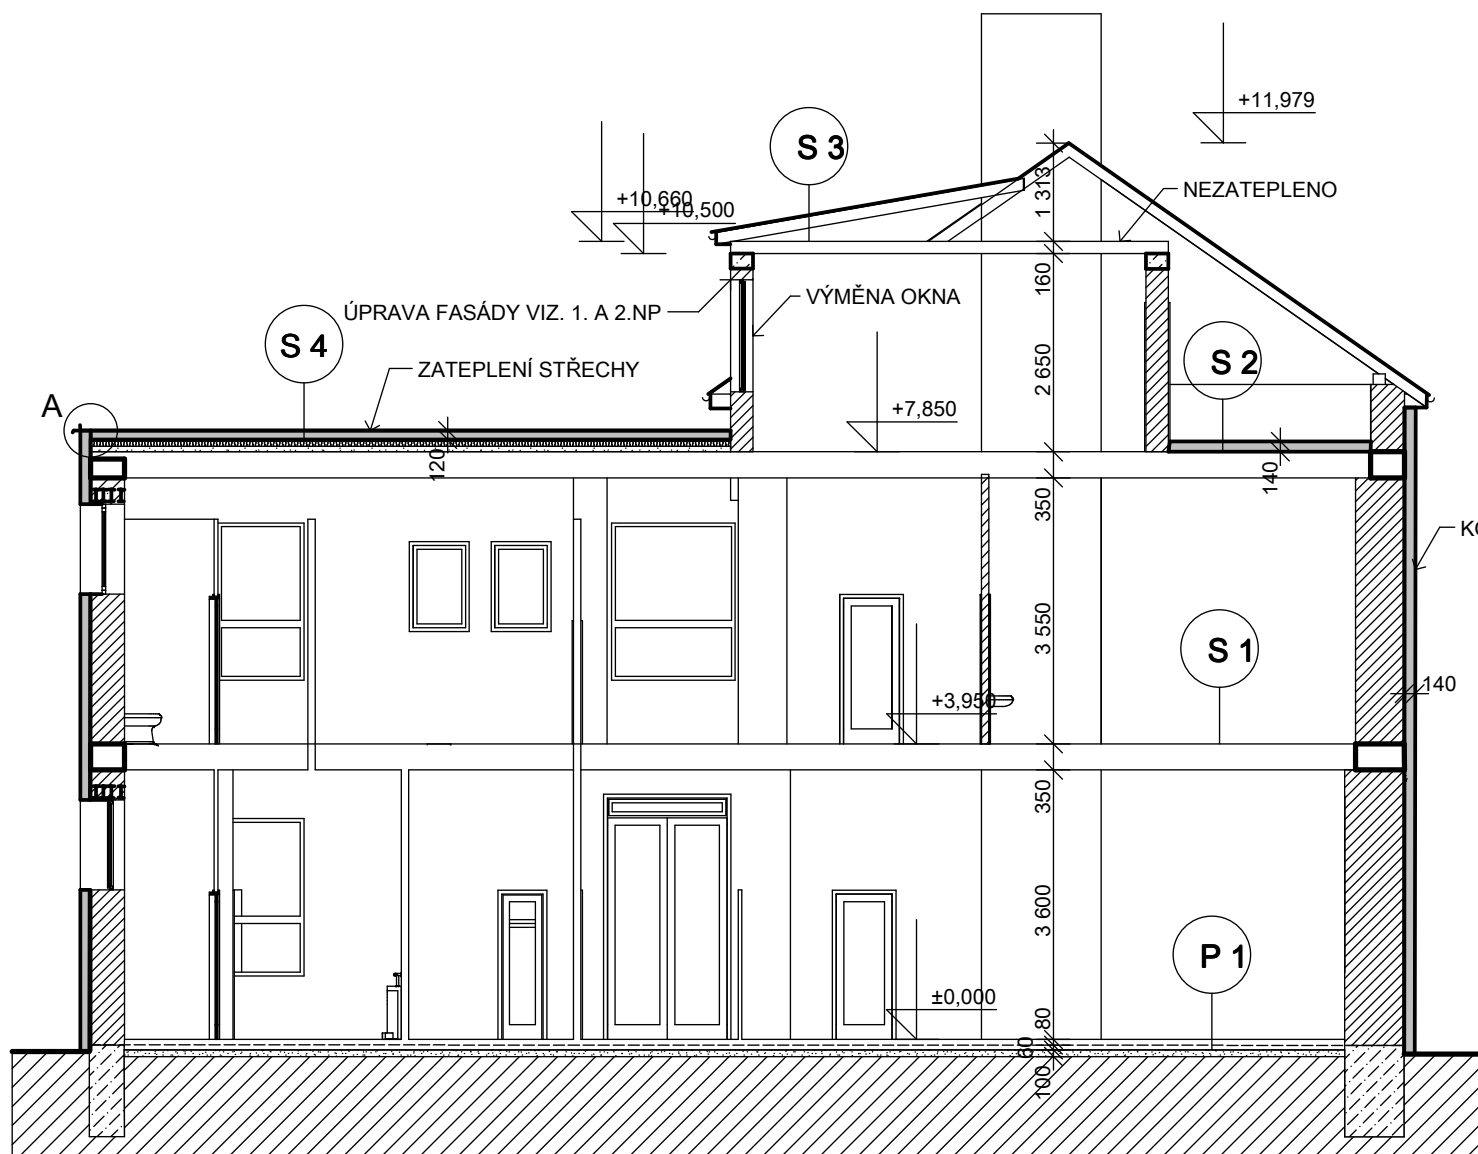 +11,979
S 3
1 313
NEZATEPLENO
+10,660
+10,500
160
VÝMĚNA OKNA
ÚPRAVA FASÁDY VIZ. 1. A 2.NP
S 4
S 2
ZATEPLENÍ STŘECHY
2 650
A
+7,850
120
140
350
3 550
S 1
140
+3,950
350
3 600
P 1
±0,000
80
60
100